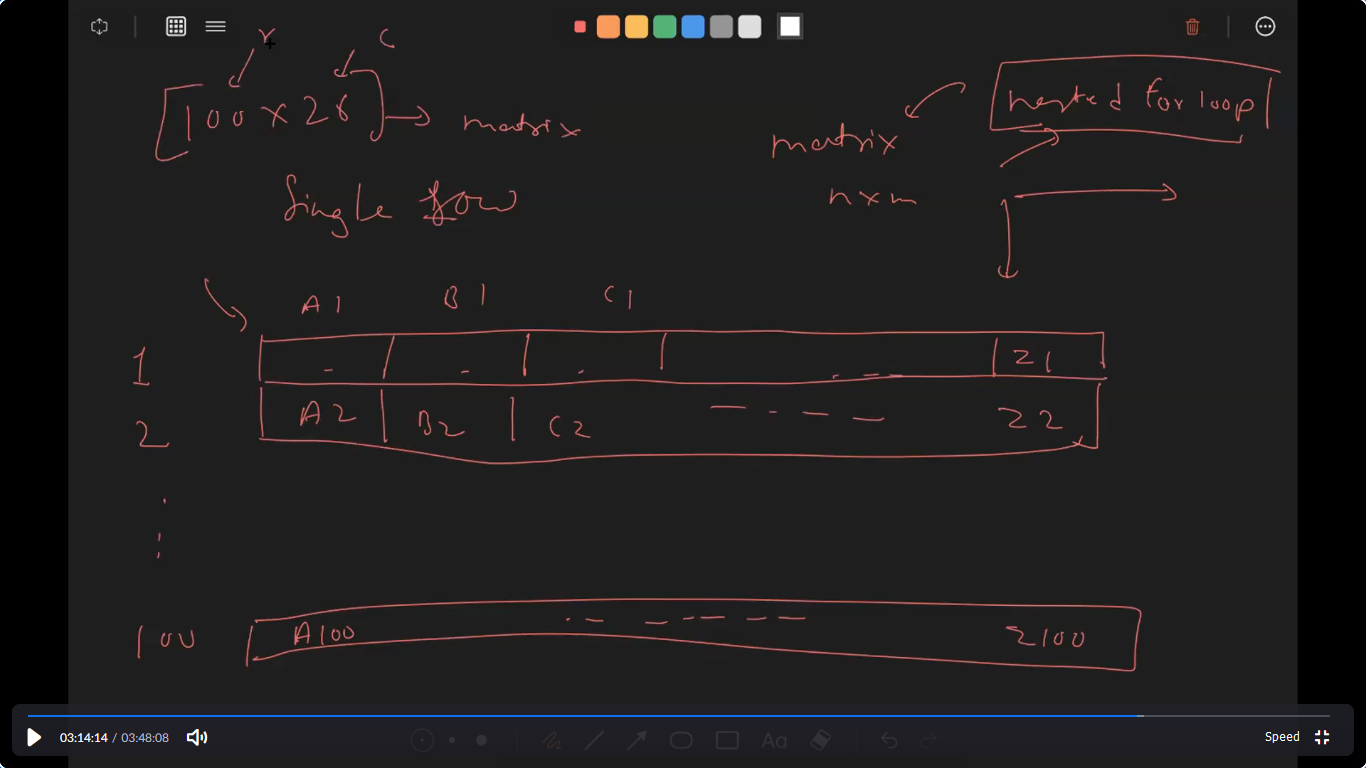 r C
[100 x 26] → matrix
nested for loop
matrix
n x m
Single row
A1 B1 C1
1 Z1
2 A2 B2 C2 Z2
100 A100 Z100
Aa
03:14:14 / 03:48:08
Speed